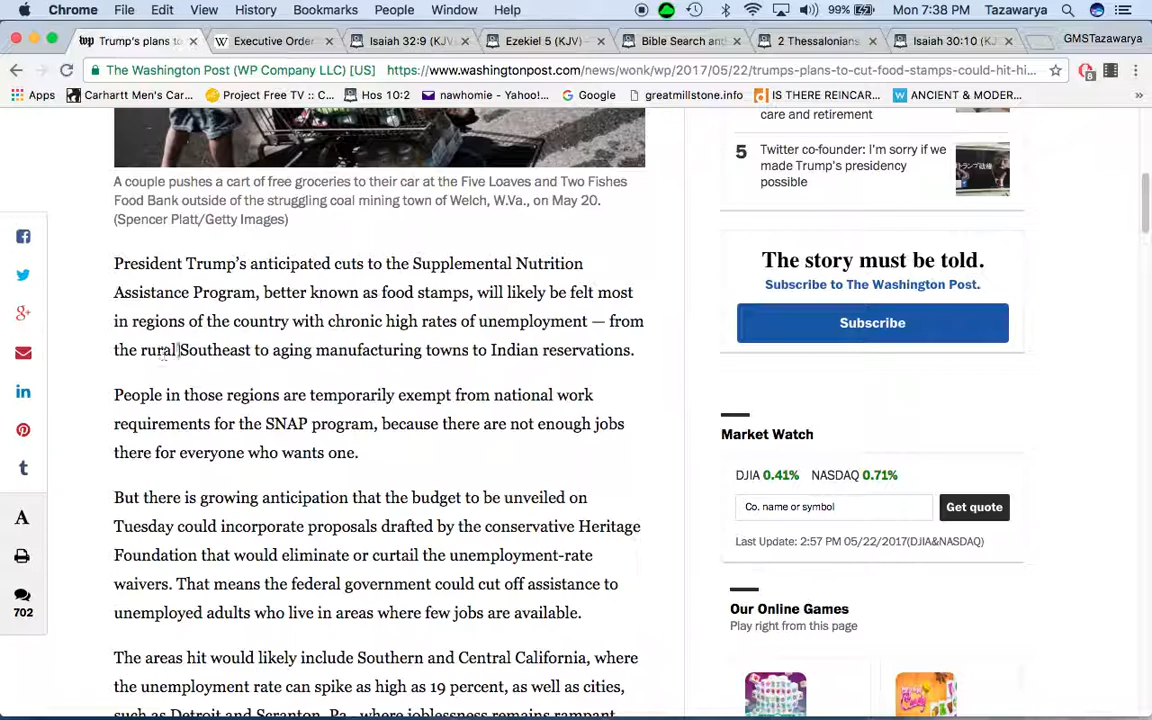 Chrome File Edit View History Bookmarks People Window Help 99% Mon 7:38 PM Tazawarya
wp Trump's plans to W Executive Order Isaiah 32:9 (KJV) Ezekiel 5 (KJV) – Bible Search and 2 Thessalonians Isaiah 30:10 (KJ GMSTazawarya
The Washington Post (WP Company LLC) [US] https://www.washingtonpost.com/news/wonk/wp/2017/05/22/trumps-plans-to-cut-food-stamps-could-hit-hi...
Apps Carhartt Men's Car... Project Free TV :: C... Hos 10:2 nawhomie - Yahoo!... Google greatmillstone.info IS THERE REINCAR... W ANCIENT & MODER... »
care and retirement
5 Twitter co-founder: I'm sorry if we
made Trump's presidency
possible
A couple pushes a cart of free groceries to their car at the Five Loaves and Two Fishes
Food Bank outside of the struggling coal mining town of Welch, W.Va., on May 20.
(Spencer Platt/Getty Images)
President Trump's anticipated cuts to the Supplemental Nutrition
Assistance Program, better known as food stamps, will likely be felt most
in regions of the country with chronic high rates of unemployment — from
the rural Southeast to aging manufacturing towns to Indian reservations.
People in those regions are temporarily exempt from national work
requirements for the SNAP program, because there are not enough jobs
there for everyone who wants one.
But there is growing anticipation that the budget to be unveiled on
Tuesday could incorporate proposals drafted by the conservative Heritage
Foundation that would eliminate or curtail the unemployment-rate
waivers. That means the federal government could cut off assistance to
unemployed adults who live in areas where few jobs are available.
The areas hit would likely include Southern and Central California, where
the unemployment rate can spike as high as 19 percent, as well as cities,
such as Detroit and Scranton, Pa., where joblessness remains rampant
The story must be told.
Subscribe to The Washington Post.
Subscribe
Market Watch
DJIA 0.41% NASDAQ 0.71%
Co. name or symbol Get quote
Last Update: 2:57 PM 05/22/2017(DJIA&NASDAQ)
Our Online Games
Play right from this page
G+
in
t
A
702